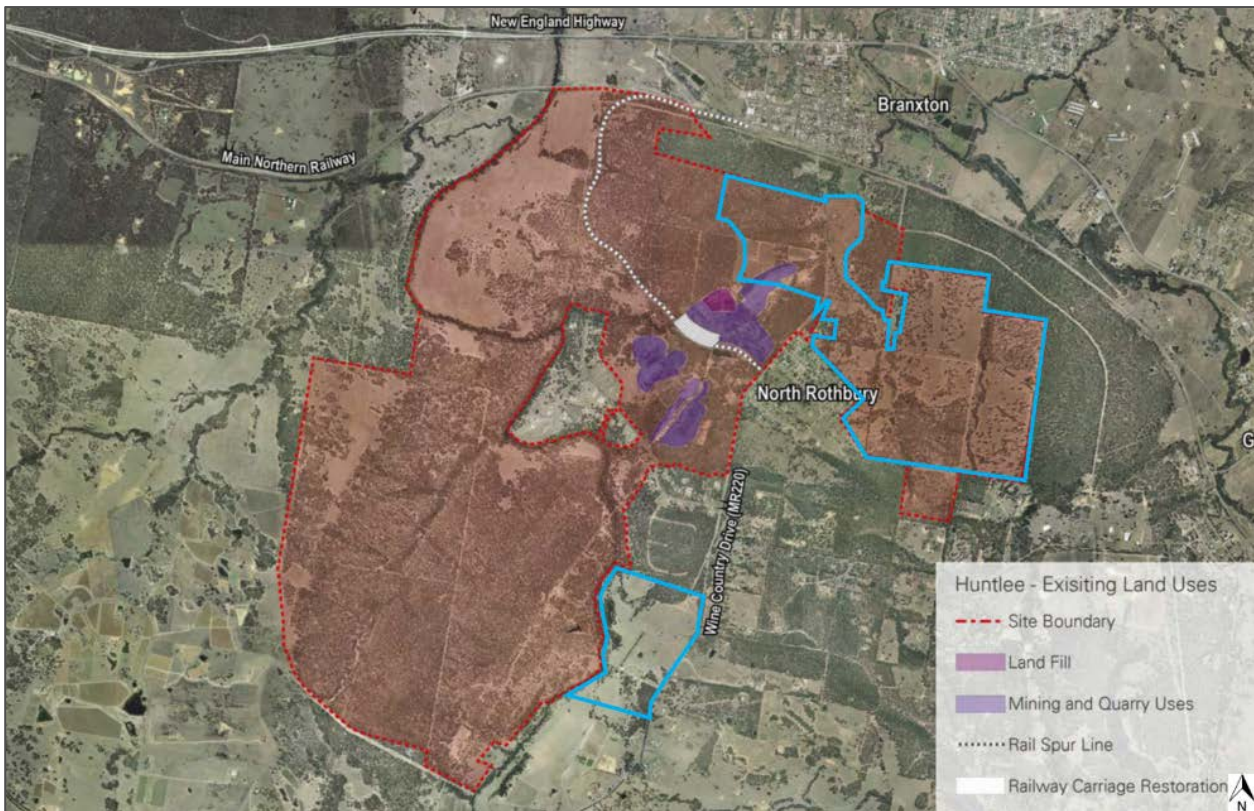 New England Highway
Branxton
Main Northern Railway
North Rothbury
G
Wine Country Drive (MR220)
Huntlee - Exisiting Land Uses
Site Boundary
Land Fill
Mining and Quarry Uses
Rail Spur Line
Railway Carriage Restoration